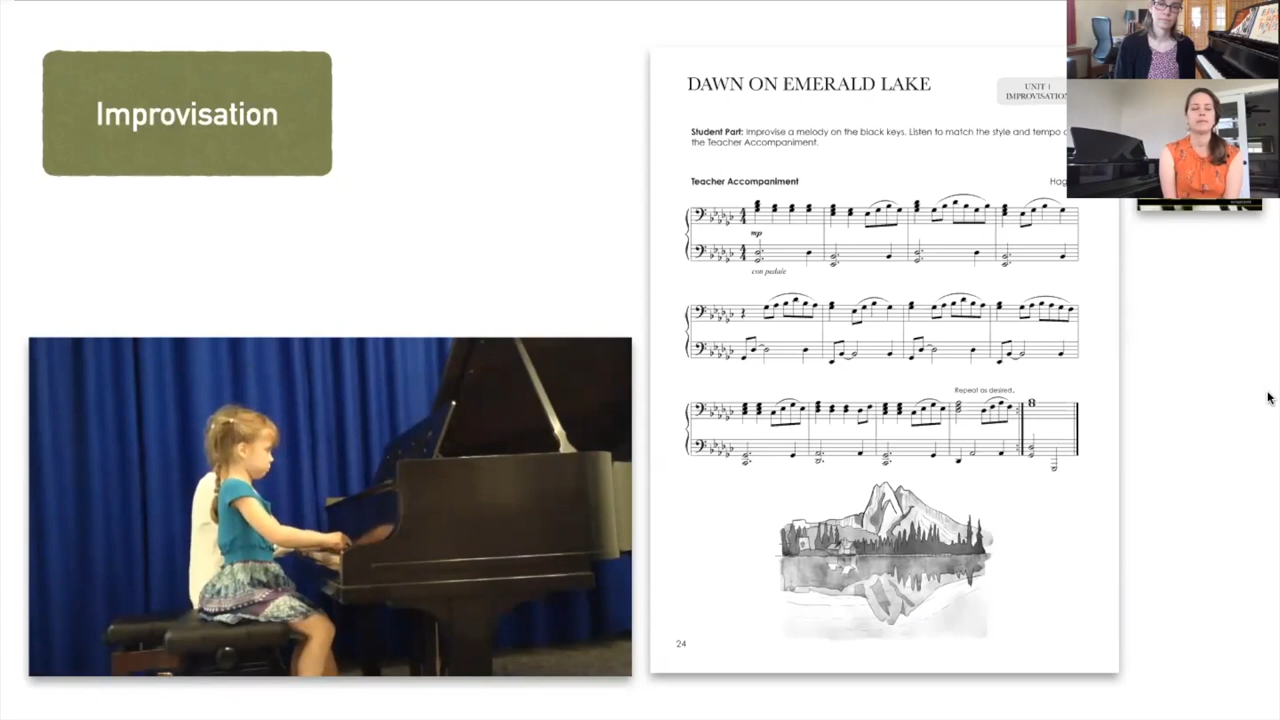 Improvisation
DAWN ON EMERALD LAKE
UNIT 1
IMPROVISATION
Student Part: Improvise a melody on the black keys. Listen to match the style and tempo
the Teacher Accompaniment.
Teacher Accompaniment
mp
con pedale
Repeat as desired.
24